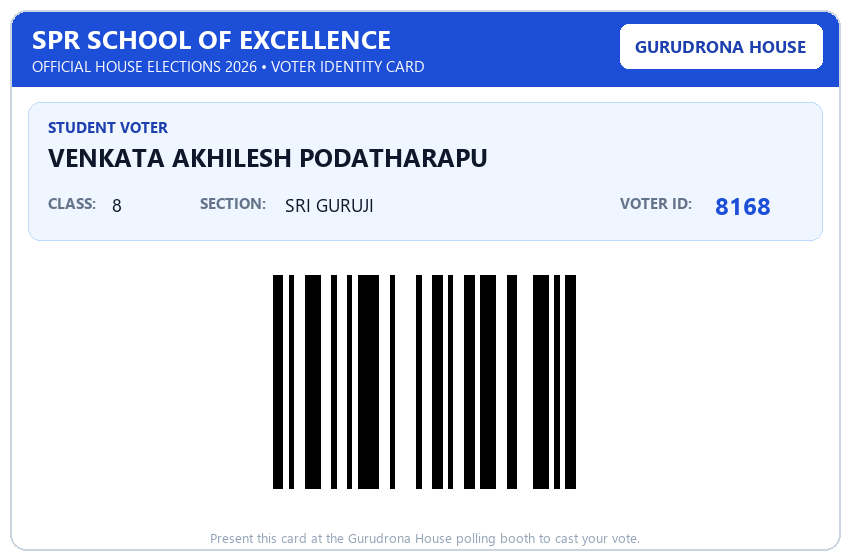 SPR SCHOOL OF EXCELLENCE
OFFICIAL HOUSE ELECTIONS 2026 • VOTER IDENTITY CARD
GURUDRONA HOUSE
STUDENT VOTER
VENKATA AKHILESH PODATHARAPU
CLASS: 8 SECTION: SRI GURUJI VOTER ID: 8168
Present this card at the Gurudrona House polling booth to cast your vote.